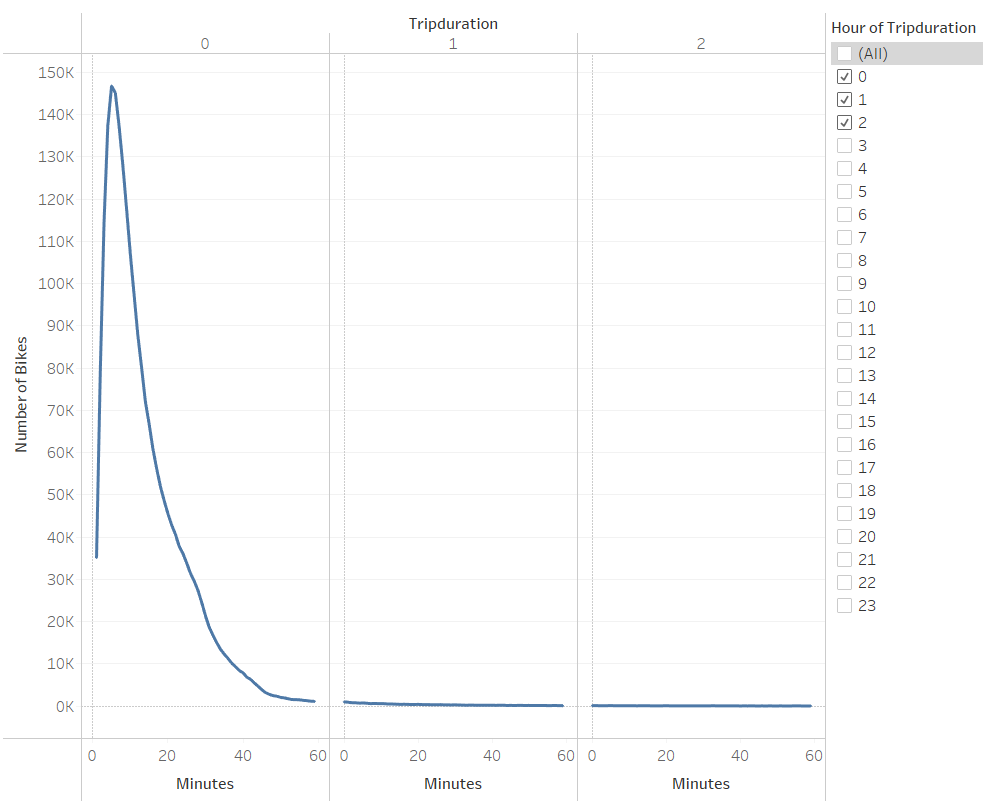 Tripduration
0 1 2
150K
140K
130K
120K
110K
100K
90K
80K
70K
60K
50K
40K
30K
20K
10K
0K
Number of Bikes
0 20 40 60 0 20 40 60 0 20 40 60
Minutes Minutes Minutes
Hour of Tripduration
(All)
0
1
2
3
4
5
6
7
8
9
10
11
12
13
14
15
16
17
18
19
20
21
22
23